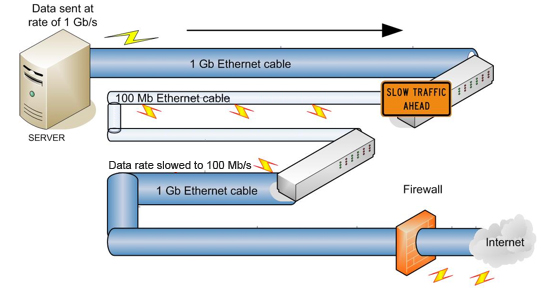 Data sent at
rate of 1 Gb/s
1 Gb Ethernet cable
SLOW TRAFFIC
AHEAD
100 Mb Ethernet cable
SERVER
Data rate slowed to 100 Mb/s
1 Gb Ethernet cable
Firewall
Internet